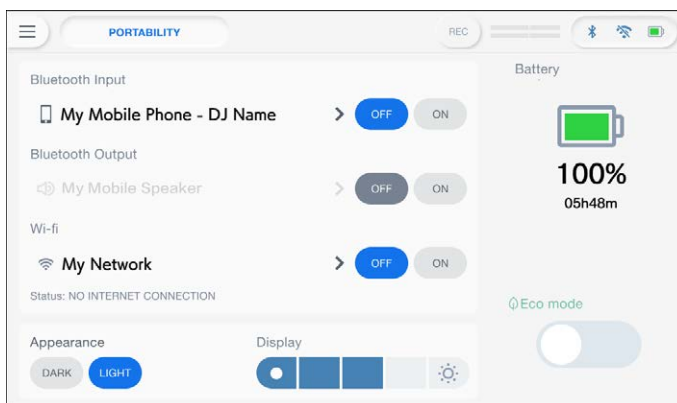 PORTABILITY
REC
Bluetooth Input
My Mobile Phone - DJ Name
OFF
ON
Bluetooth Output
My Mobile Speaker
OFF
ON
Wi-fi
My Network
OFF
ON
Status: NO INTERNET CONNECTION
Appearance
DARK
LIGHT
Display
Battery
100%
05h48m
Eco mode